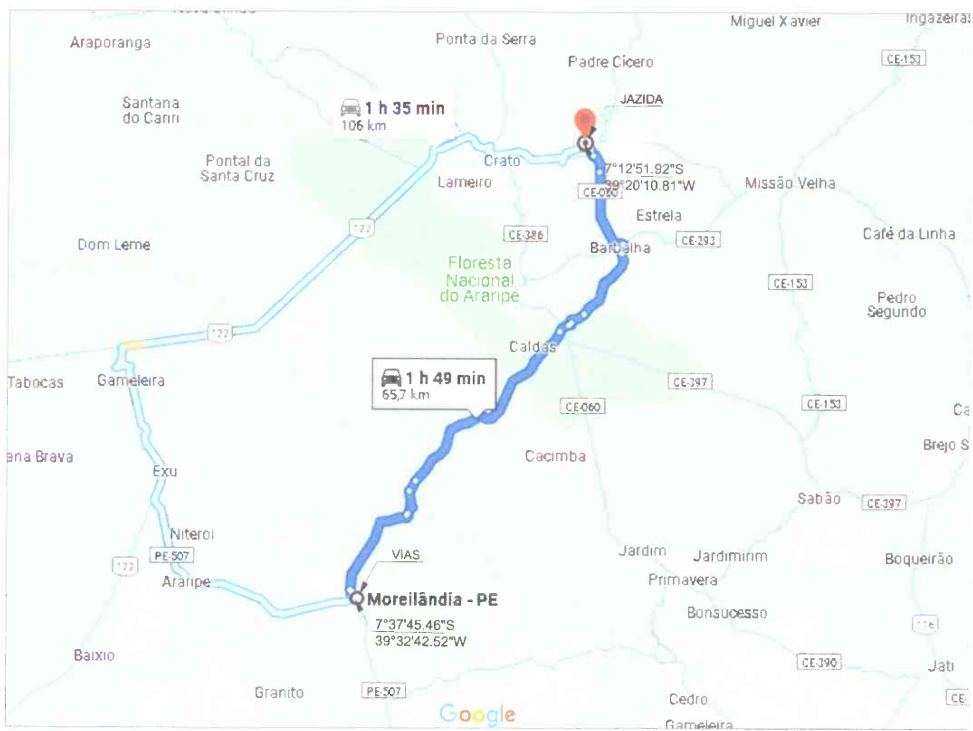 Miguel Xavier
Araporanga
Ponta da Serra
CE-153
Padre Cícero
Santana
do Cariri
1 h 35 min
106 km
JAZIDA
Pontal da
Santa Cruz
Crato
Lameiro
7°12'51.92"S
39°20'10.81"W
Missão Velha
CE-060
Estrela
122
CE-386
Dom Leme
Barbalha
CE-293
Café da Linha
Floresta
Nacional
do Araripe
CE-153
Pedro
Segundo
122
Caldas
Tabocas
Gameleira
1 h 49 min
65,7 km
CE-397
CE-060
CE-153
Ca
ana Brava
Cacimba
Brejo S
Exu
Sabão
CE-397
Niteroi
PE-507
VIAS
Jardim
Jardimirim
Boqueirão
122
Araripe
Primavera
Moreilândia - PE
Bonsucesso
7°37'45.46"S
39°32'42.52"W
116
Baixio
CE-390
Jati
Granito
PE-507
Cedro
CE-
Google
Gameleira